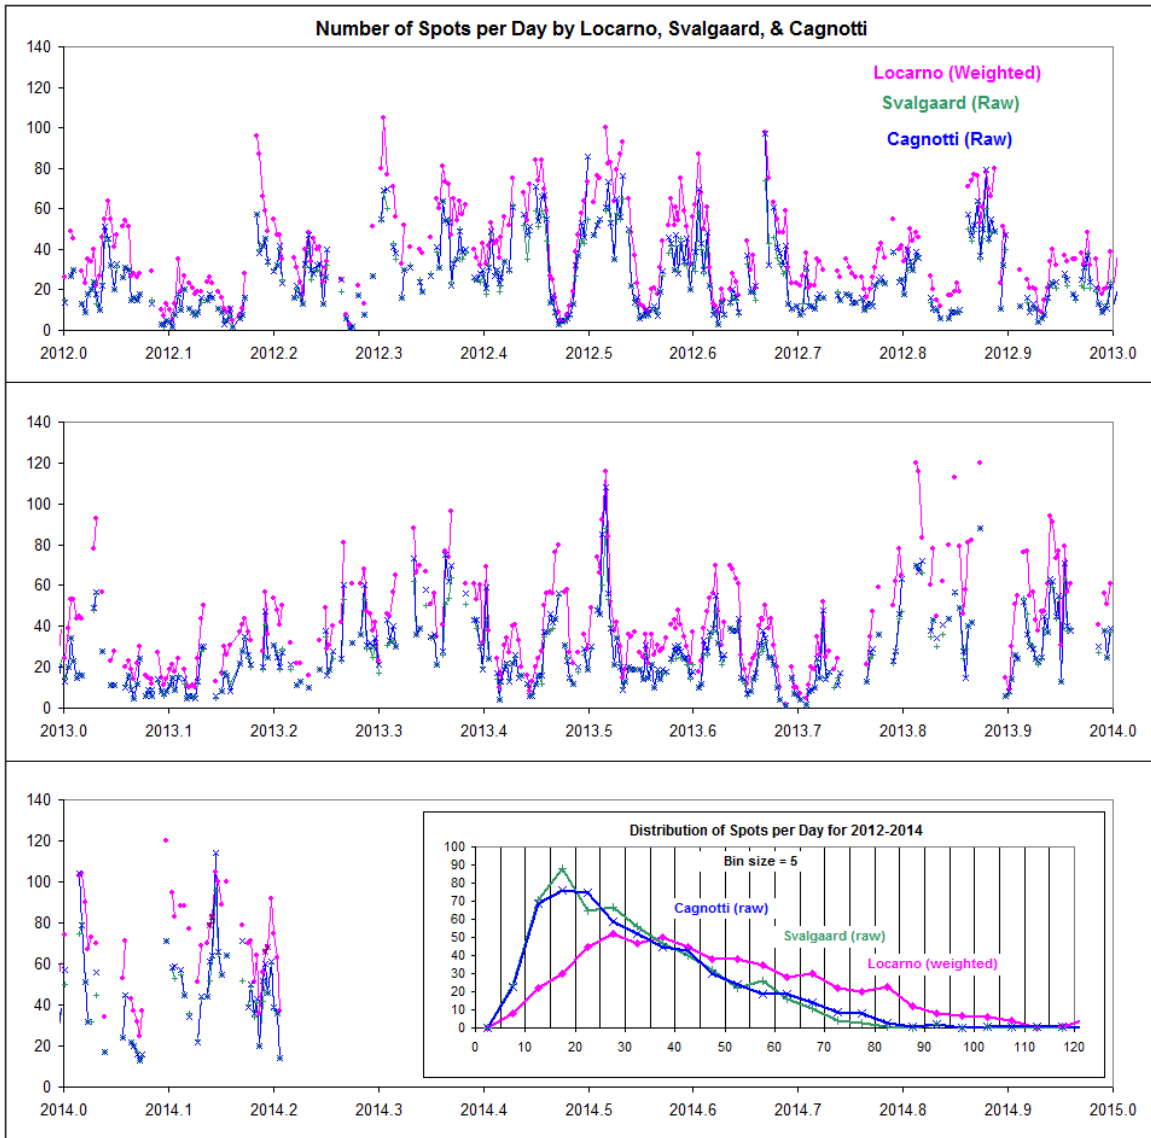 Number of Spots per Day by Locarno, Svalgaard, & Cagnotti
140
120
100
80
60
40
20
0
Locarno (Weighted)
Svalgaard (Raw)
Cagnotti (Raw)
2012.0 2012.1 2012.2 2012.3 2012.4 2012.5 2012.6 2012.7 2012.8 2012.9 2013.0
140
120
100
80
60
40
20
0
2013.0 2013.1 2013.2 2013.3 2013.4 2013.5 2013.6 2013.7 2013.8 2013.9 2014.0
140
120
100
80
60
40
20
0
2014.0 2014.1 2014.2 2014.3 2014.4 2014.5 2014.6 2014.7 2014.8 2014.9 2015.0
Distribution of Spots per Day for 2012-2014
Bin size = 5
100
90
80
70
60
50
40
30
20
10
0
Cagnotti (raw)
Svalgaard (raw)
Locarno (weighted)
0 10 20 30 40 50 60 70 80 90 100 110 120